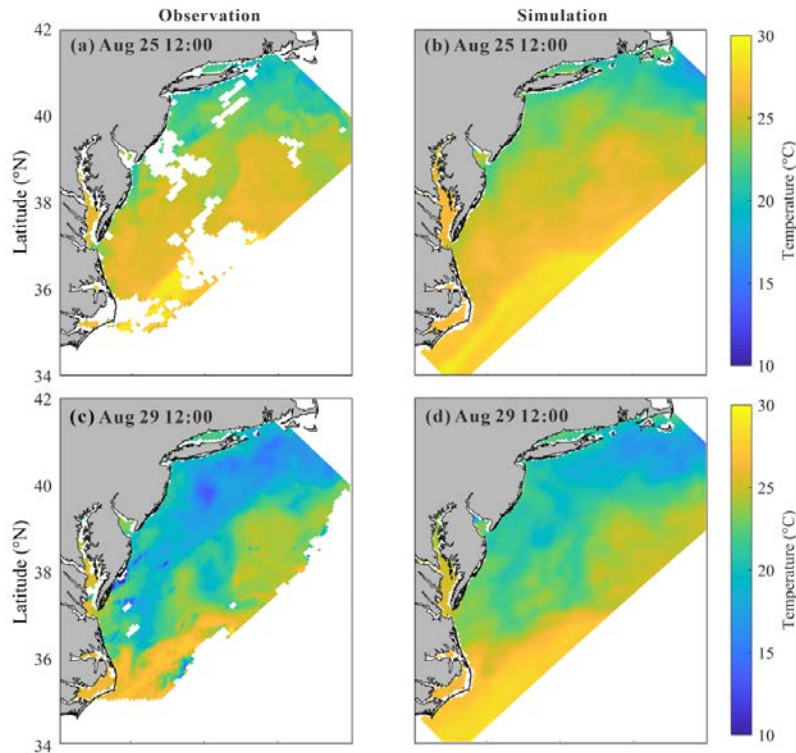 Observation
Simulation
(a) Aug 25 12:00
(b) Aug 25 12:00
42
40
38
36
34
Latitude (°N)
30
25
20
15
10
Temperature (°C)
(c) Aug 29 12:00
(d) Aug 29 12:00
42
40
38
36
34
Latitude (°N)
30
25
20
15
10
Temperature (°C)